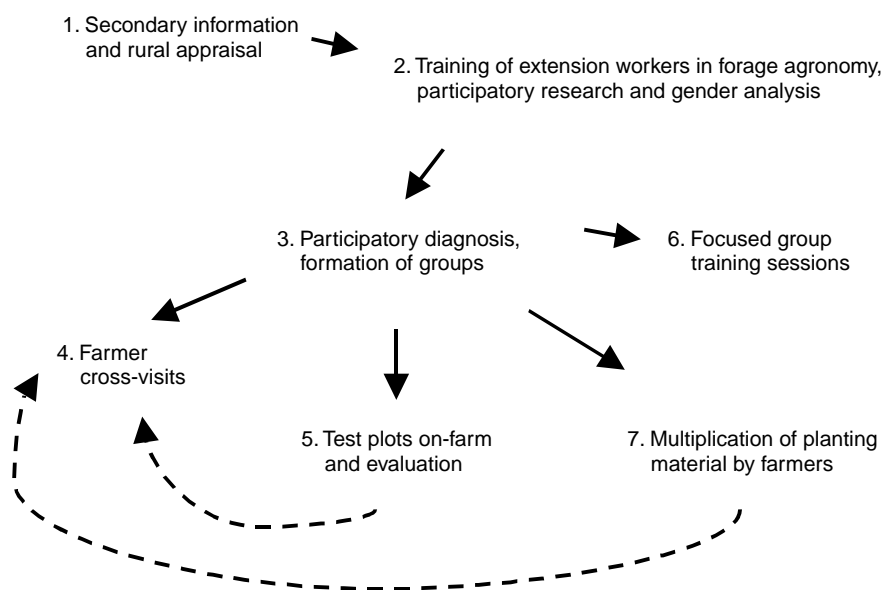 1. Secondary information
and rural appraisal
2. Training of extension workers in forage agronomy,
participatory research and gender analysis
3. Participatory diagnosis,
formation of groups
6. Focused group
training sessions
4. Farmer
cross-visits
5. Test plots on-farm
and evaluation
7. Multiplication of planting
material by farmers